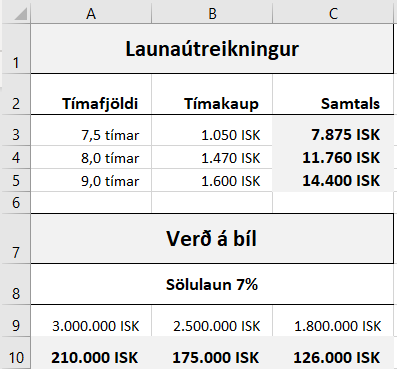 A B C
1 Launaútreikningur
2 Tímafjöldi Tímakaup Samtals
3 7,5 tímar 1.050 ISK 7.875 ISK
4 8,0 tímar 1.470 ISK 11.760 ISK
5 9,0 tímar 1.600 ISK 14.400 ISK
6
7 Verð á bíl
8 Sölulaun 7%
9 3.000.000 ISK 2.500.000 ISK 1.800.000 ISK
10 210.000 ISK 175.000 ISK 126.000 ISK